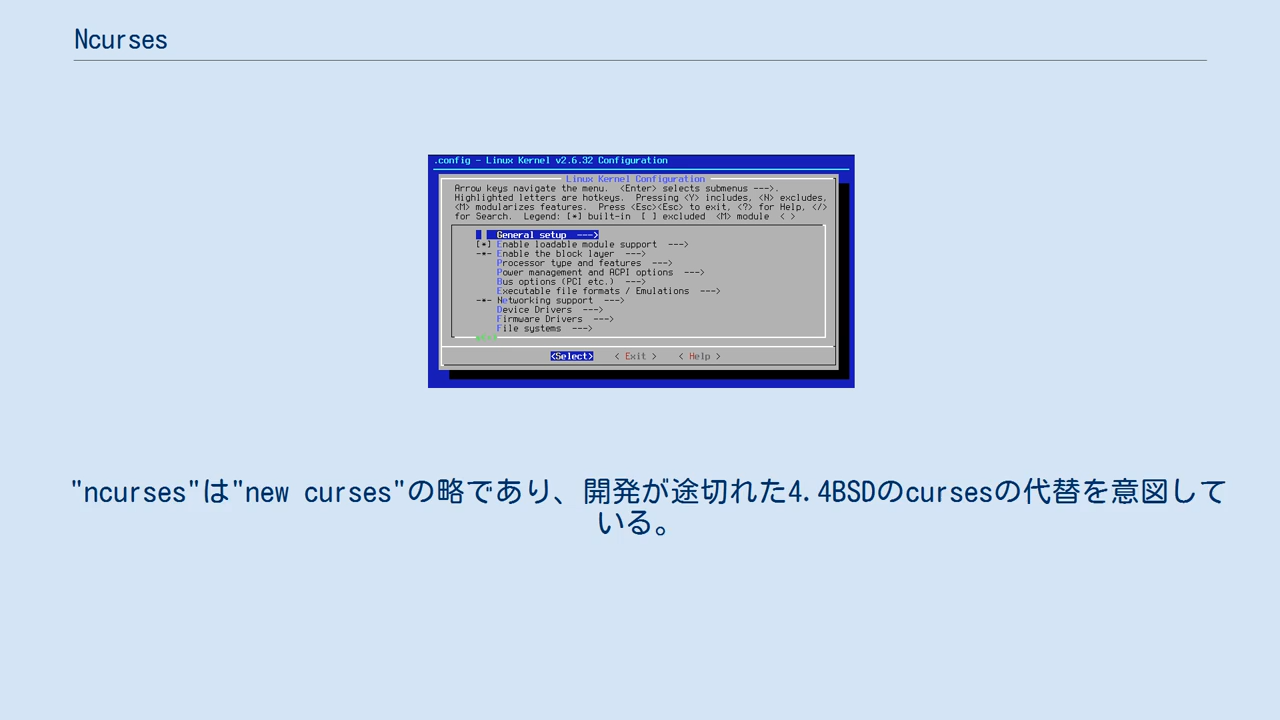 Ncurses
.config - Linux Kernel v2.6.32 Configuration
Linux Kernel Configuration
Arrow keys navigate the menu.  <Enter> selects submenus --->.
Highlighted letters are hotkeys.  Pressing <Y> includes, <N> excludes,
<M> modularizes features.  Press <Esc><Esc> to exit, <?> for Help, </>
for Search.  Legend: [*] built-in  [ ] excluded  <M> module  < >
General setup  --->
[*] Enable loadable module support  --->
-*- Enable the block layer  --->
Processor type and features  --->
Power management and ACPI options  --->
Bus options (PCI etc.)  --->
Executable file formats / Emulations  --->
-*- Networking support  --->
Device Drivers  --->
Firmware Drivers  --->
File systems  --->
<Select>    < Exit >    < Help >
"ncurses"は"new curses"の略であり、開発が途切れた4.4BSDのcursesの代替を意図して
いる。